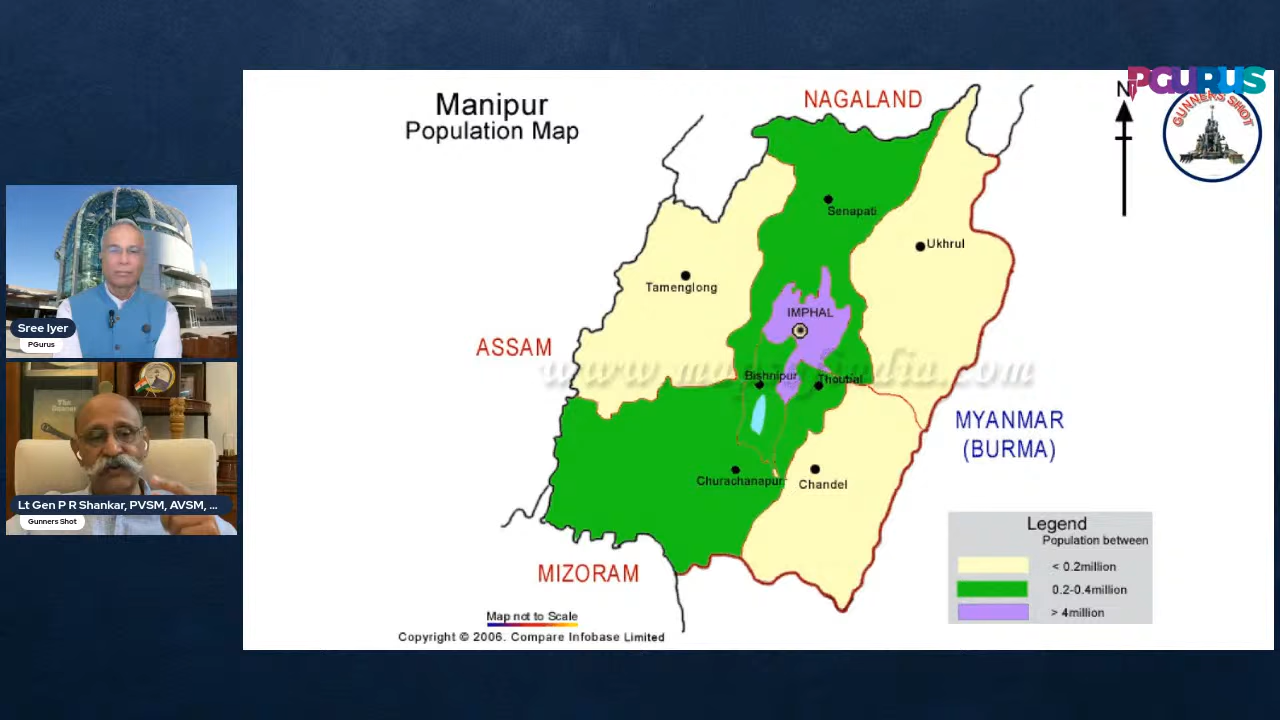 PGURUS
GUNNERS SHOT
Manipur
Population Map
NAGALAND
N
Senapati
Ukhrul
Tamenglong
IMPHAL
ASSAM
Bishnipur
Thoubal
MYANMAR
(BURMA)
Churachanapur
Chandel
MIZORAM
Legend
Population between
< 0.2million
0.2-0.4million
> 4million
Map not to Scale
Copyright © 2006. Compare Infobase Limited
Sree Iyer
PGurus
Lt Gen P R Shankar, PVSM, AVSM, ...
Gunners Shot